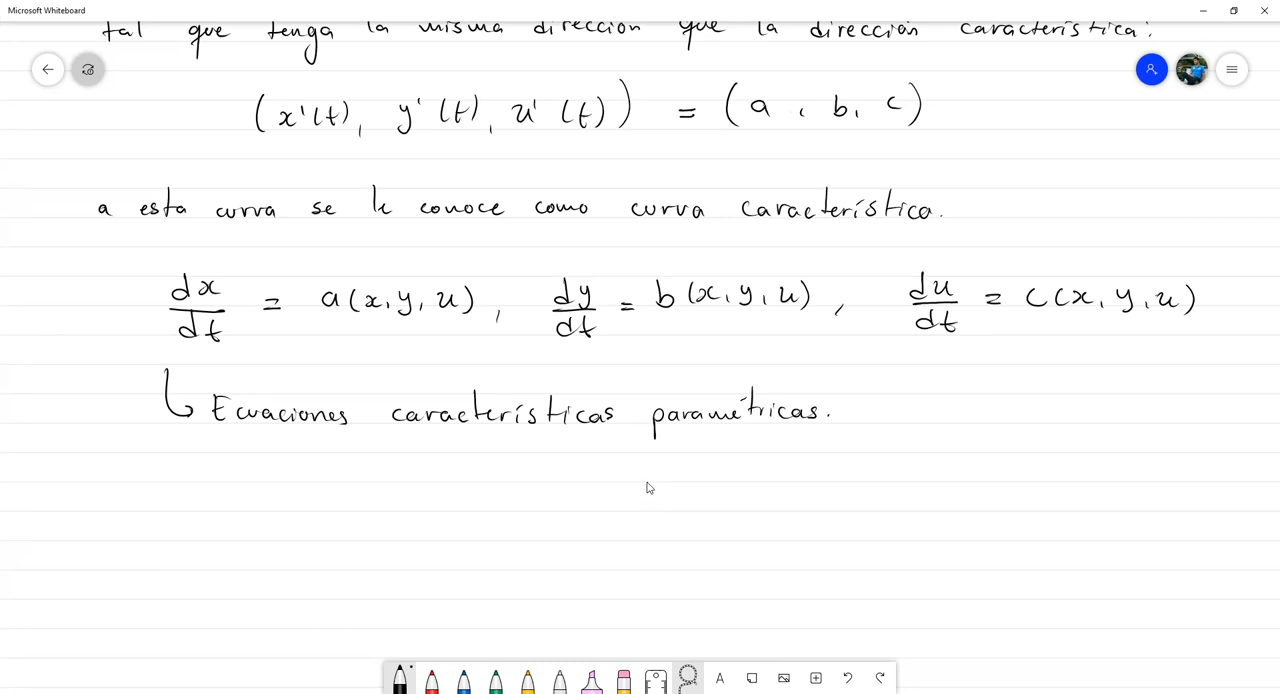 Microsoft Whiteboard
tal que tenga la misma dirección que la dirección característica:
(x'(t), y'(t), u'(t)) = (a, b, c)
a esta curva se le conoce como curva característica.
dx/dt = a(x, y, u), dy/dt = b(x, y, u), du/dt = c(x, y, u)
↳ Ecuaciones características paramétricas.
A